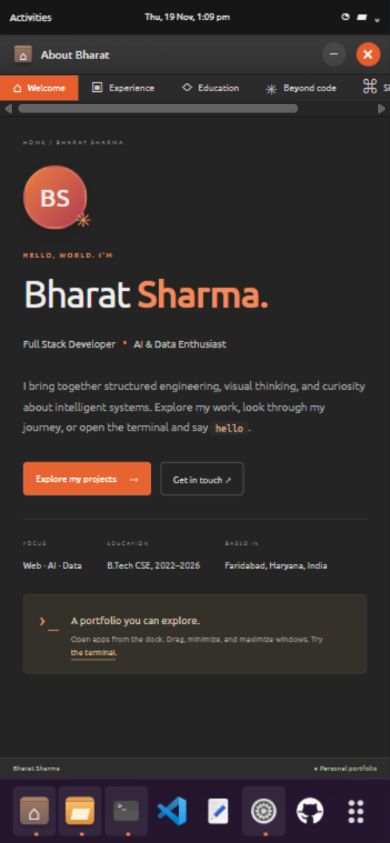 Activities
Thu, 19 Nov, 1:09 pm
About Bharat
Welcome
Experience
Education
Beyond code
HOME / BHARAT SHARMA
BS
HELLO, WORLD. I'M
Bharat Sharma.
Full Stack Developer • AI & Data Enthusiast
I bring together structured engineering, visual thinking, and curiosity
about intelligent systems. Explore my work, look through my
journey, or open the terminal and say hello .
Explore my projects →
Get in touch ↗
FOCUS
EDUCATION
BASED IN
Web · AI · Data
B.Tech CSE, 2022–2026
Faridabad, Haryana, India
A portfolio you can explore.
Open apps from the dock. Drag, minimize, and maximize windows. Try
the terminal.
Bharat Sharma
● Personal portfolio